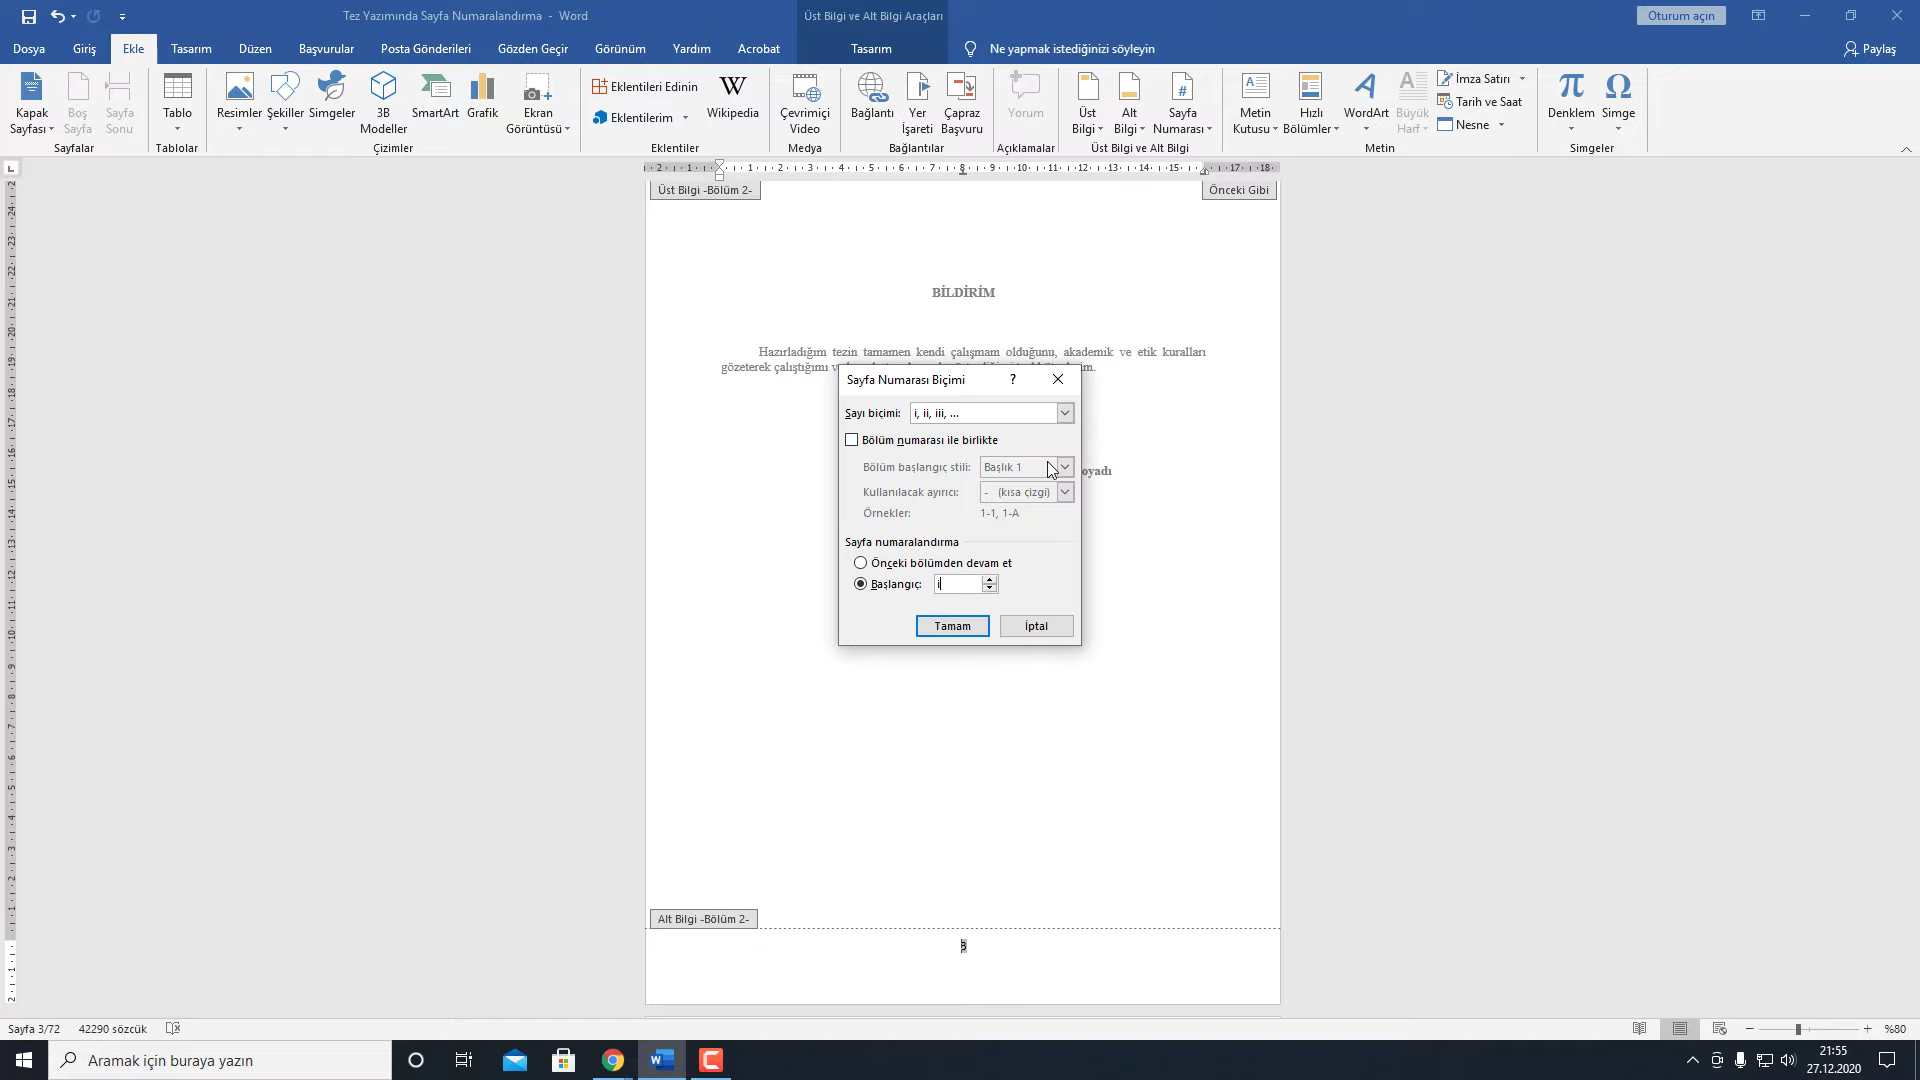 Tez Yazımında Sayfa Numaralandırma - Word
Üst Bilgi ve Alt Bilgi Araçları
Oturum açın
Dosya Giriş Ekle Tasarım Düzen Başvurular Posta Gönderileri Gözden Geçir Görünüm Yardım Acrobat Tasarım Ne yapmak istediğinizi söyleyin Paylaş
Kapak Sayfası
Boş Sayfa
Sayfa Sonu
Sayfalar
Tablo
Tablolar
Resimler
Şekiller
Simgeler
3B Modeller
SmartArt
Grafik
Ekran Görüntüsü
Çizimler
Eklentileri Edinin
Eklentilerim
W
Wikipedia
Eklentiler
Çevrimiçi Video
Medya
Bağlantı
Yer İşareti
Çapraz Başvuru
Bağlantılar
Yorum
Açıklamalar
Üst Bilgi
Alt Bilgi
Sayfa Numarası
Üst Bilgi ve Alt Bilgi
Metin Kutusu
Hızlı Bölümler
WordArt
Büyük Harf
İmza Satırı
Tarih ve Saat
Nesne
Metin
Denklem
Simge
Simgeler
Üst Bilgi -Bölüm 2-
Önceki Gibi
BİLDİRİM
Hazırladığım tezin tamamen kendi çalışmam olduğunu, akademik ve etik kuralları
gözeterek çalıştığımı
oyadı
Sayfa Numarası Biçimi ?
Sayı biçimi: i, ii, iii, ...
Bölüm numarası ile birlikte
Bölüm başlangıç stili: Başlık 1
Kullanılacak ayırıcı: - (kısa çizgi)
Örnekler: 1-1, 1-A
Sayfa numaralandırma
Önceki bölümden devam et
Başlangıç: i
Tamam İptal
Alt Bilgi -Bölüm 2-
3
Sayfa 3/72 42290 sözcük
%80
Aramak için buraya yazın
21:55
27.12.2020